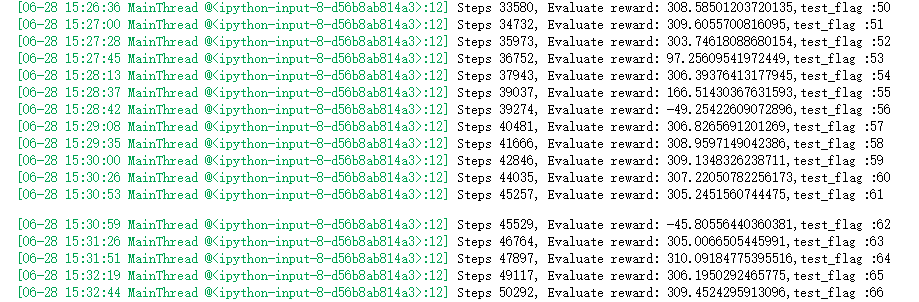 [06-28 15:26:36 MainThread @<ipython-input-8-d56b8ab814a3>:12] Steps 33580, Evaluate reward: 308.58501203720135,test_flag :50
[06-28 15:27:00 MainThread @<ipython-input-8-d56b8ab814a3>:12] Steps 34732, Evaluate reward: 309.6055700816095,test_flag :51
[06-28 15:27:28 MainThread @<ipython-input-8-d56b8ab814a3>:12] Steps 35973, Evaluate reward: 303.74618088680154,test_flag :52
[06-28 15:27:45 MainThread @<ipython-input-8-d56b8ab814a3>:12] Steps 36752, Evaluate reward: 97.25609541972449,test_flag :53
[06-28 15:28:13 MainThread @<ipython-input-8-d56b8ab814a3>:12] Steps 37943, Evaluate reward: 306.39376413177945,test_flag :54
[06-28 15:28:37 MainThread @<ipython-input-8-d56b8ab814a3>:12] Steps 39037, Evaluate reward: 166.51430367631593,test_flag :55
[06-28 15:28:42 MainThread @<ipython-input-8-d56b8ab814a3>:12] Steps 39274, Evaluate reward: -49.25422609072896,test_flag :56
[06-28 15:29:08 MainThread @<ipython-input-8-d56b8ab814a3>:12] Steps 40481, Evaluate reward: 306.8265691201269,test_flag :57
[06-28 15:29:35 MainThread @<ipython-input-8-d56b8ab814a3>:12] Steps 41666, Evaluate reward: 308.9597149042386,test_flag :58
[06-28 15:30:00 MainThread @<ipython-input-8-d56b8ab814a3>:12] Steps 42846, Evaluate reward: 309.1348326238711,test_flag :59
[06-28 15:30:26 MainThread @<ipython-input-8-d56b8ab814a3>:12] Steps 44035, Evaluate reward: 307.22050782256173,test_flag :60
[06-28 15:30:53 MainThread @<ipython-input-8-d56b8ab814a3>:12] Steps 45257, Evaluate reward: 305.2451560744475,test_flag :61
[06-28 15:30:59 MainThread @<ipython-input-8-d56b8ab814a3>:12] Steps 45529, Evaluate reward: -45.80556440360381,test_flag :62
[06-28 15:31:26 MainThread @<ipython-input-8-d56b8ab814a3>:12] Steps 46764, Evaluate reward: 305.0066505445991,test_flag :63
[06-28 15:31:51 MainThread @<ipython-input-8-d56b8ab814a3>:12] Steps 47897, Evaluate reward: 310.09184775395516,test_flag :64
[06-28 15:32:19 MainThread @<ipython-input-8-d56b8ab814a3>:12] Steps 49117, Evaluate reward: 306.1950292465775,test_flag :65
[06-28 15:32:44 MainThread @<ipython-input-8-d56b8ab814a3>:12] Steps 50292, Evaluate reward: 309.4524295913096,test_flag :66